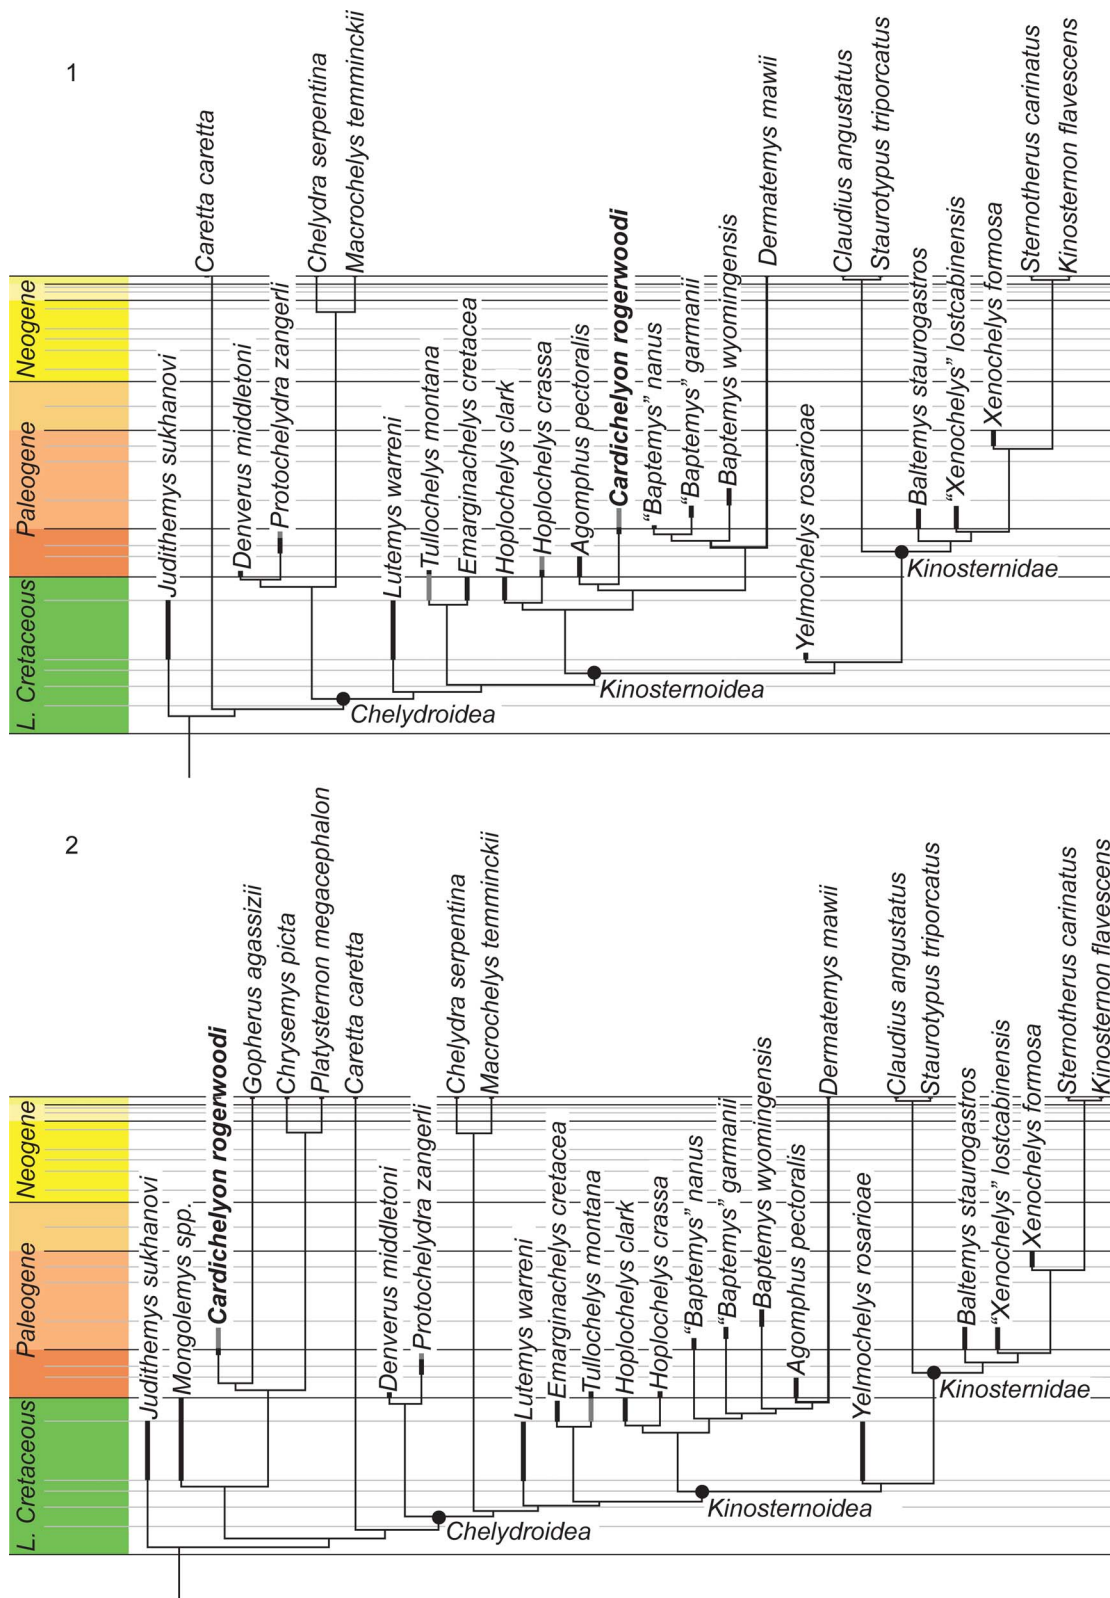 1
Caretta caretta
Chelydra serpentina
Macrochelys temminckii
Claudius angustatus
Staurotypus triporcatus
Sternotherus carinatus
Kinosternon flavescens
Judithemys sukhanovi
Denverus middletoni
Protochelydra zangerli
Lutemys warreni
Tullochelys montana
Emarginachelys cretacea
Hoplochelys clark
Hoplochelys crassa
Agomphus pectoralis
Cardichelyon rogerwoodi
“Baptemys” nanus
“Baptemys” garmanii
Baptemys wyomingensis
Dermatemys mawii
Yelmochelys rosarioae
Baltemys staurogastros
“Xenochelys” lostcabinensis
Xenochelys formosa
Neogene
Paleogene
L. Cretaceous
Kinosternidae
Kinosternoidea
Chelydroidea
2
Judithemys sukhanovi
Mongolemys spp.
Cardichelyon rogerwoodi
Gopherus agassizii
Chrysemys picta
Platysternon megacephalon
Caretta caretta
Denverus middletoni
Protochelydra zangerli
Chelydra serpentina
Macrochelys temminckii
Lutemys warreni
Emarginachelys cretacea
Tullochelys montana
Hoplochelys clark
Hoplochelys crassa
“Baptemys” nanus
“Baptemys” garmanii
Baptemys wyomingensis
Agomphus pectoralis
Dermatemys mawii
Yelmochelys rosarioae
Claudius angustatus
Staurotypus triporcatus
Baltemys staurogastros
“Xenochelys” lostcabinensis
Xenochelys formosa
Sternotherus carinatus
Kinosternon flavescens
Neogene
Paleogene
L. Cretaceous
Kinosternidae
Kinosternoidea
Chelydroidea